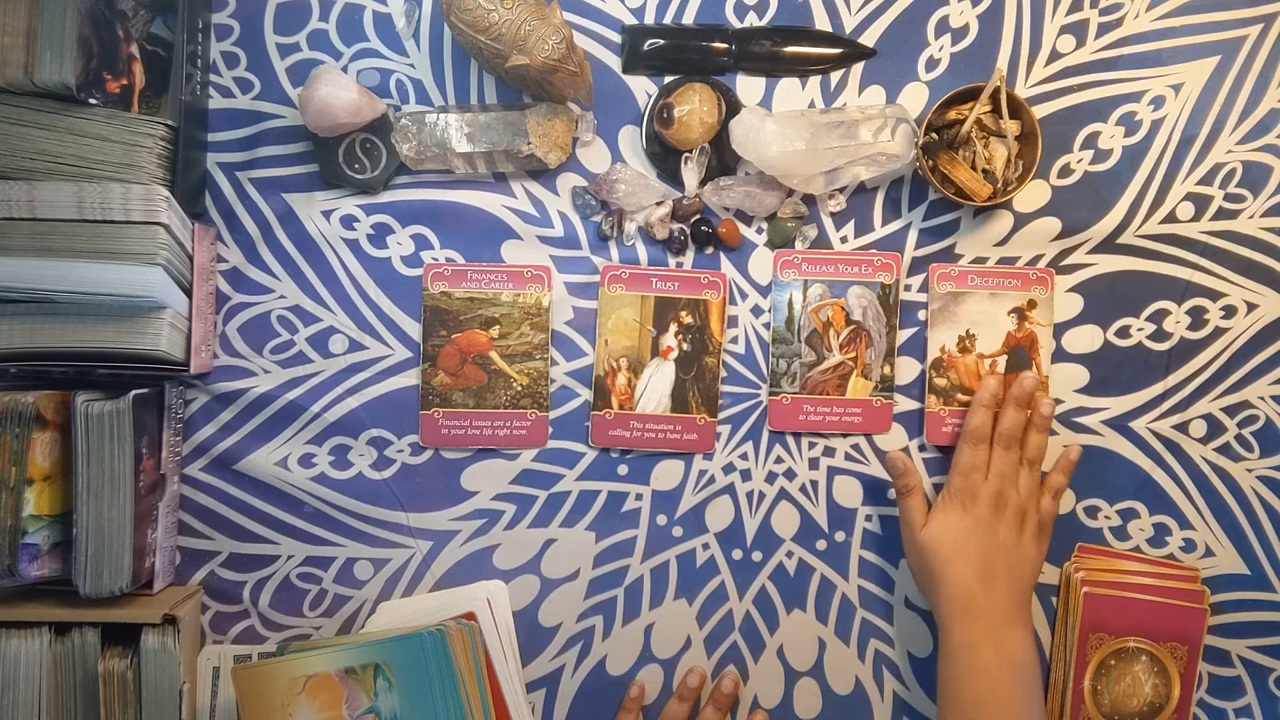 FINANCES
AND CAREER
Financial issues are a factor
in your love life right now.
TRUST
This situation is
calling for you to have faith.
RELEASE YOUR EX
The time has come
to clear your energy.
DECEPTION